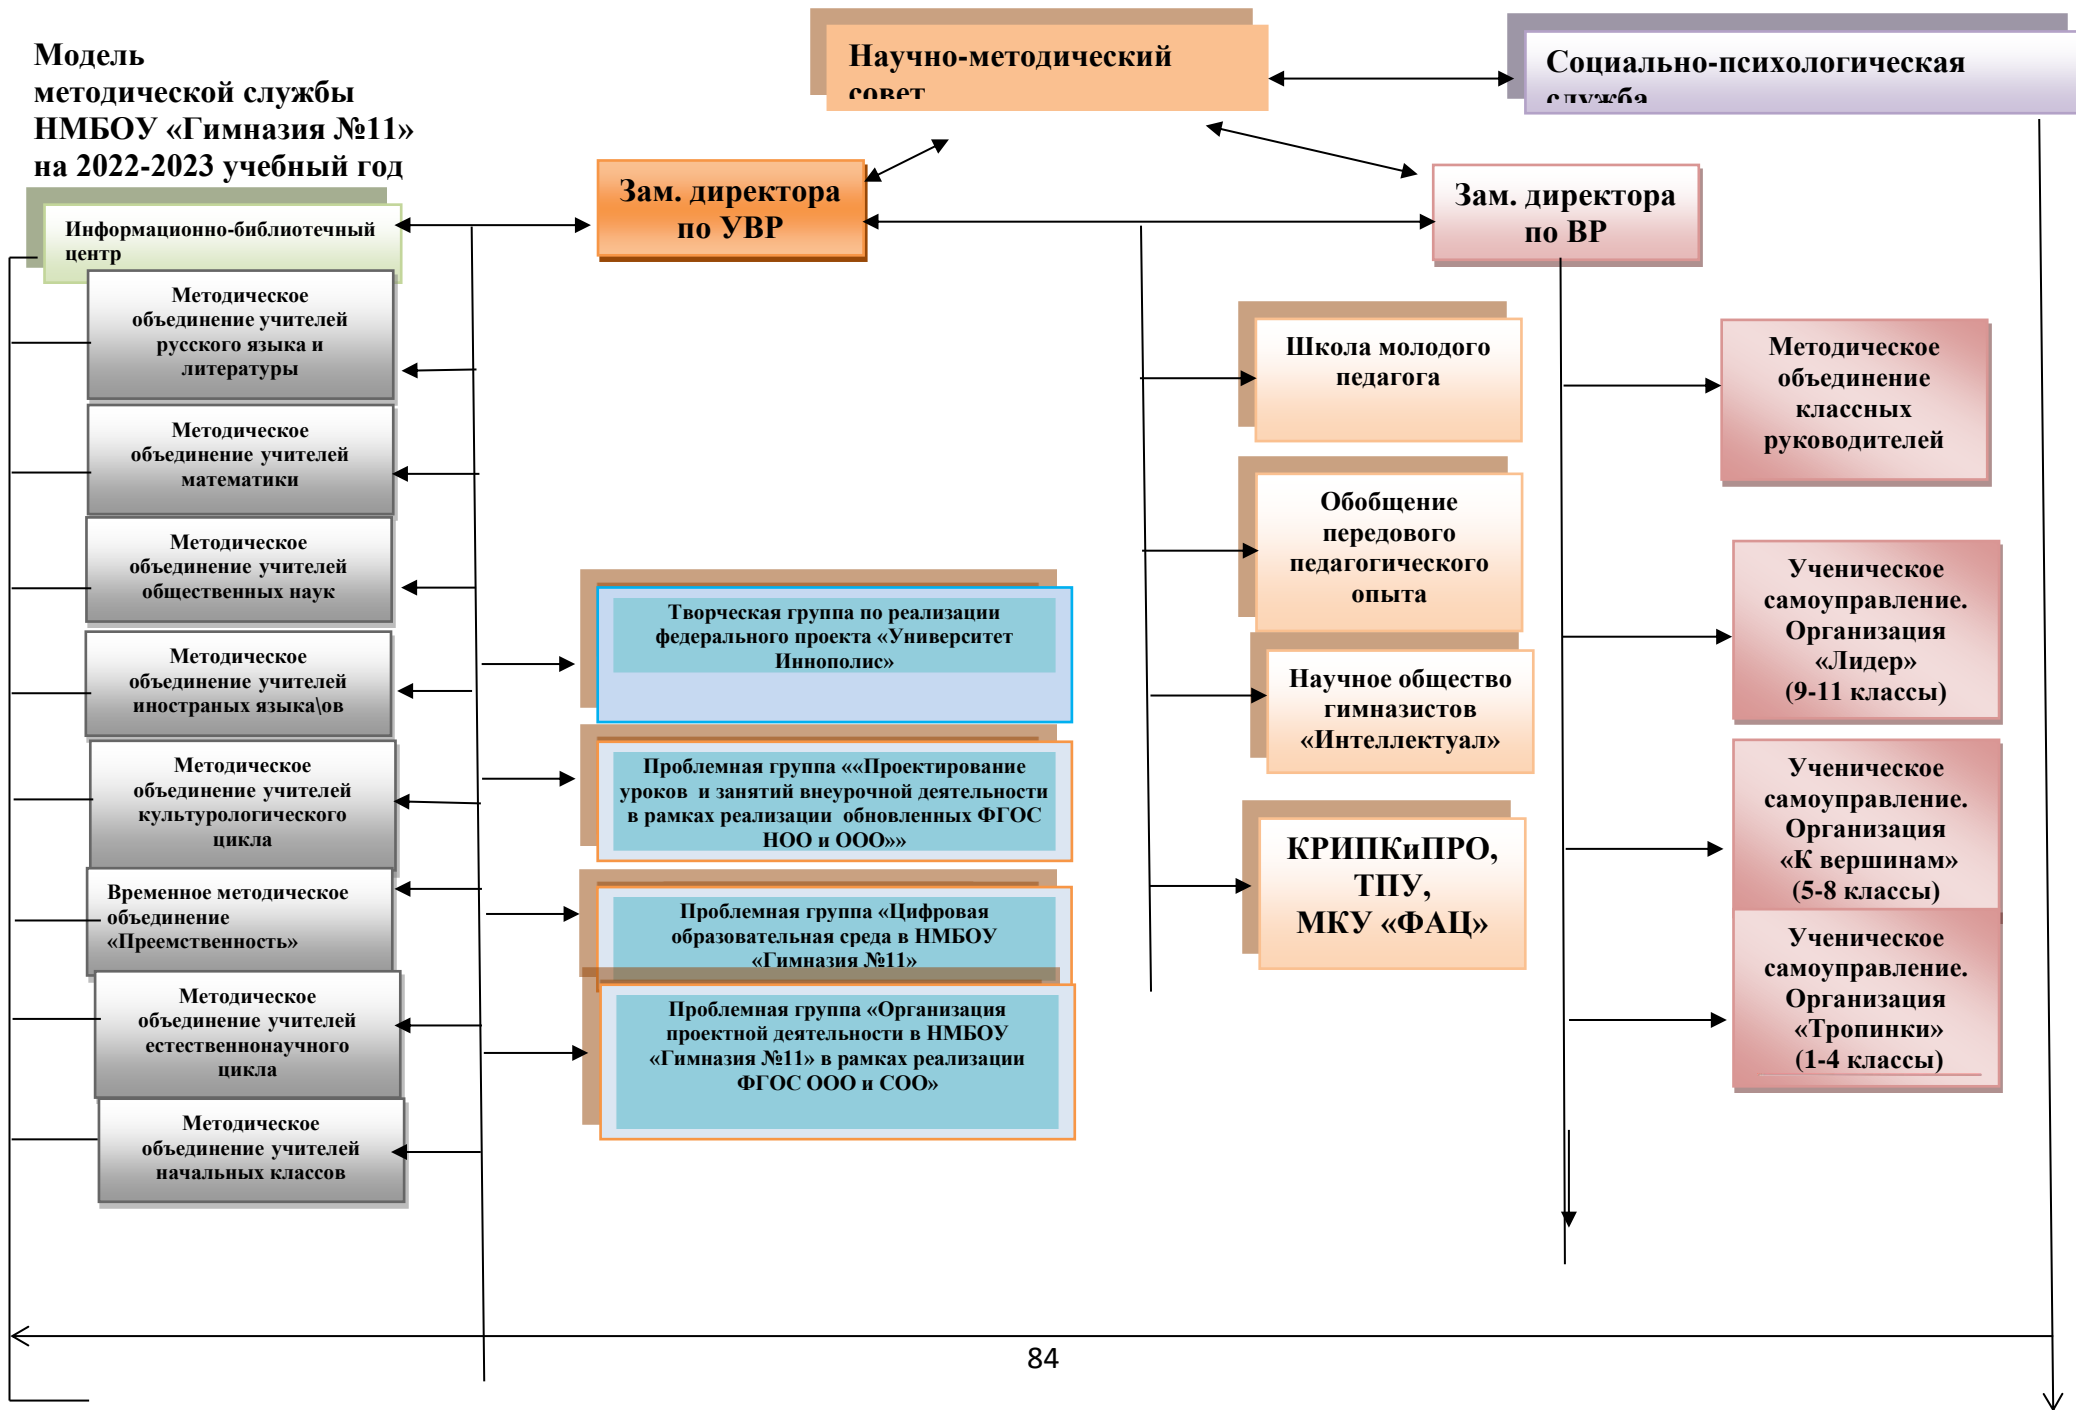 Модель
методической службы
НМБОУ «Гимназия №11»
на 2022-2023 учебный год
Научно-методический
совет
Социально-психологическая
служба
Зам. директора
по УВР
Зам. директора
по ВР
Информационно-библиотечный
центр
Методическое
объединение учителей
русского языка и
литературы
Методическое
объединение учителей
математики
Методическое
объединение учителей
общественных наук
Методическое
объединение учителей
иностраных языка\ов
Методическое
объединение учителей
культурологического
цикла
Временное методическое
объединение
«Преемственность»
Методическое
объединение учителей
естественнонаучного
цикла
Методическое
объединение учителей
начальных классов
Творческая группа по реализации
федерального проекта «Университет
Иннополис»
Проблемная группа ««Проектирование
уроков и занятий внеурочной деятельности
в рамках реализации обновленных ФГОС
НОО и ООО»»
Проблемная группа «Цифровая
образовательная среда в НМБОУ
«Гимназия №11»
Проблемная группа «Организация
проектной деятельности в НМБОУ
«Гимназия №11» в рамках реализации
ФГОС ООО и СОО»
Школа молодого
педагога
Обобщение
передового
педагогического
опыта
Научное общество
гимназистов
«Интеллектуал»
КРИПКиПРО,
ТПУ,
МКУ «ФАЦ»
Методическое
объединение
классных
руководителей
Ученическое
самоуправление.
Организация
«Лидер»
(9-11 классы)
Ученическое
самоуправление.
Организация
«К вершинам»
(5-8 классы)
Ученическое
самоуправление.
Организация
«Тропинки»
(1-4 классы)
84